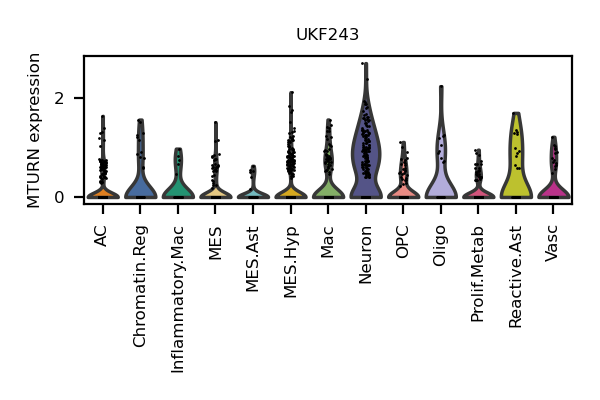 UKF243
MTURN expression
2
0
AC
Chromatin.Reg
Inflammatory.Mac
MES
MES.Ast
MES.Hyp
Mac
Neuron
OPC
Oligo
Prolif.Metab
Reactive.Ast
Vasc